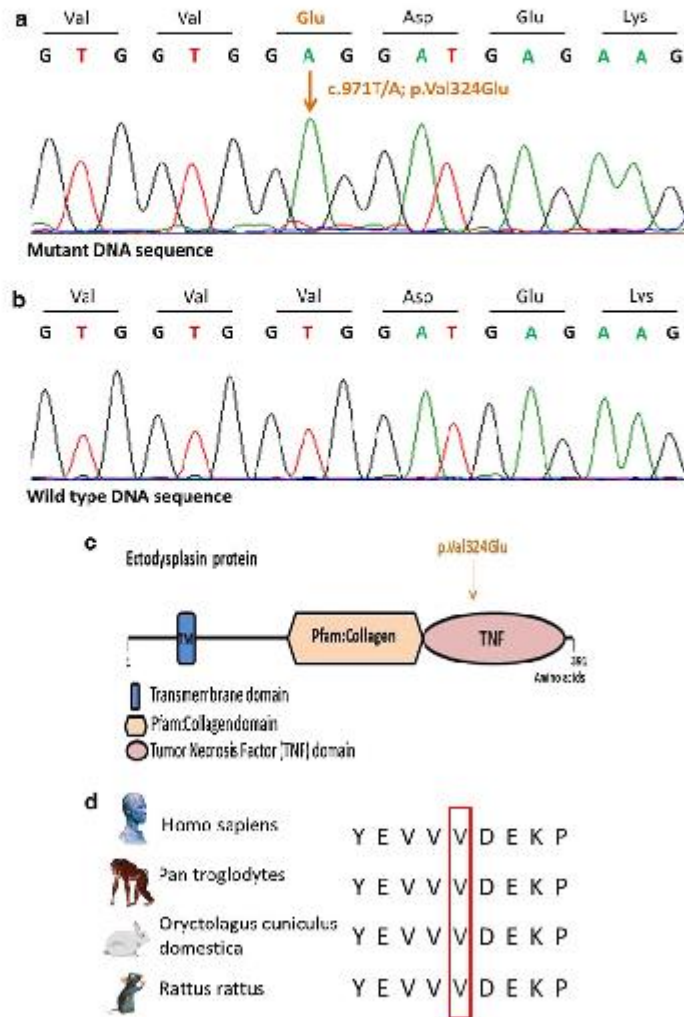 a
Val Val Glu Asp Glu Lys
G T G G T G G A G G A T G A G A A G
c.971T/A; p.Val324Glu
Mutant DNA sequence
b
Val Val Val Asp Glu Lys
G T G G T G G T G G A T G A G A A G
Wild type DNA sequence
c
Ectodysplasin protein
p.Val324Glu
TM Pfam:Collagen TNF
1 391
Amino acids
Transmembrane domain
Pfam:Collagen domain
Tumor Necrosis Factor (TNF) domain
d
Homo sapiens Y E V V V D E K P
Pan troglodytes Y E V V V D E K P
Oryctolagus cuniculus
domestica Y E V V V D E K P
Rattus rattus Y E V V V D E K P